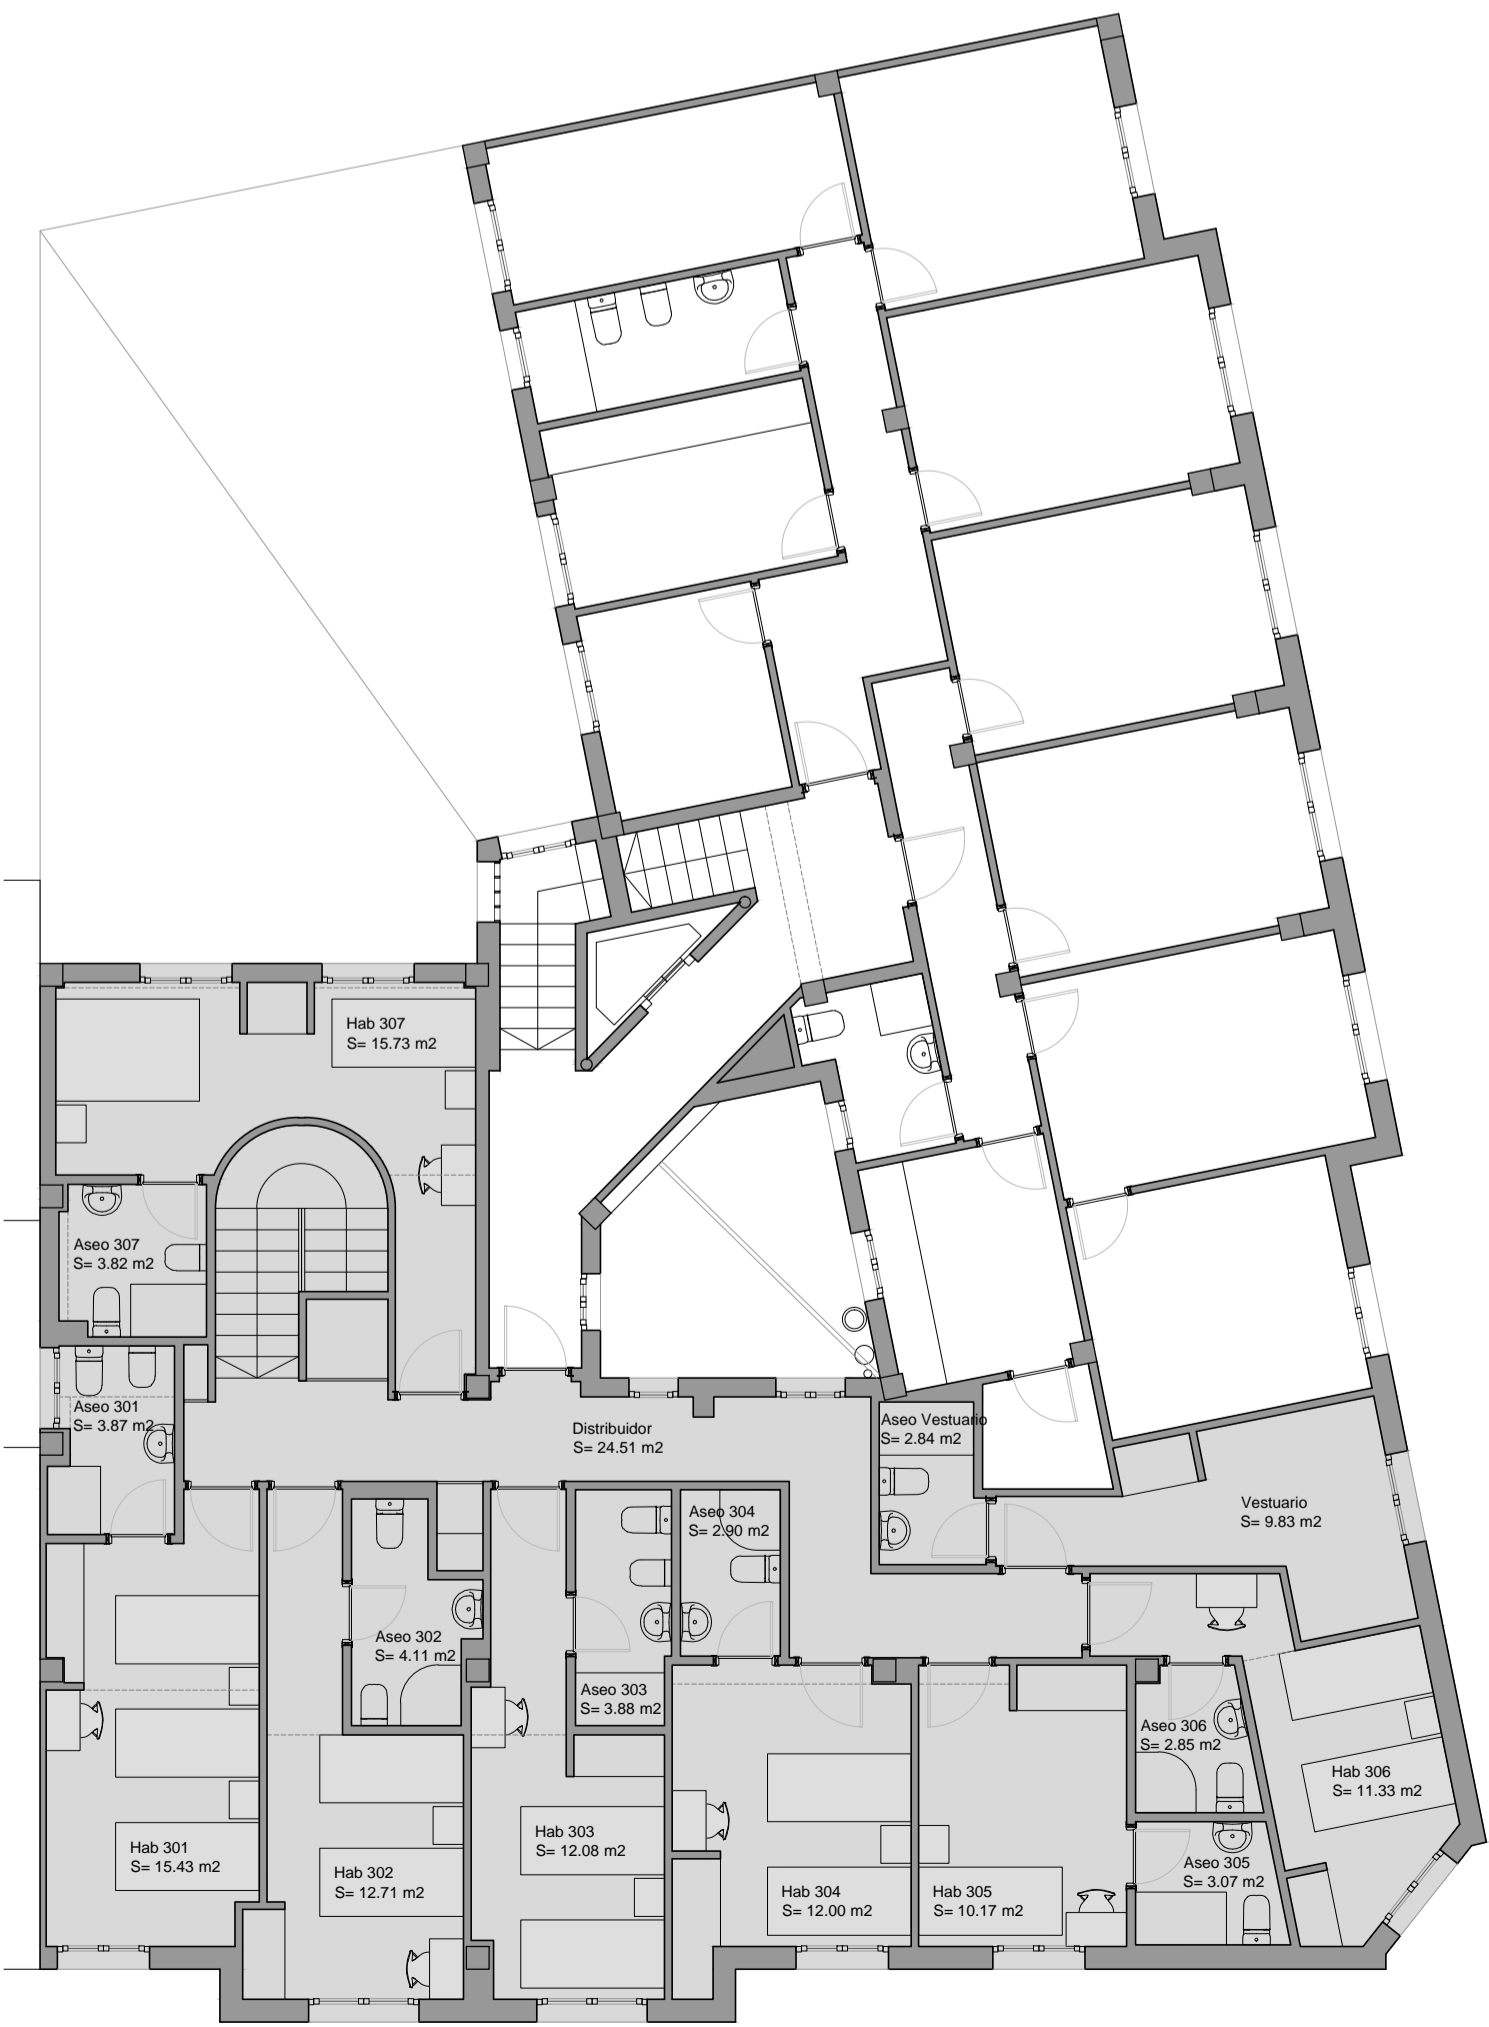 Hab 307
S= 15.73 m2
Aseo 307
S= 3.82 m2
Aseo 301
S= 3.87 m2
Distribuidor
S= 24.51 m2
Aseo Vestuario
S= 2.84 m2
Vestuario
S= 9.83 m2
Aseo 304
S= 2.90 m2
Aseo 302
S= 4.11 m2
Aseo 303
S= 3.88 m2
Aseo 306
S= 2.85 m2
Hab 306
S= 11.33 m2
Hab 301
S= 15.43 m2
Hab 302
S= 12.71 m2
Hab 303
S= 12.08 m2
Hab 304
S= 12.00 m2
Hab 305
S= 10.17 m2
Aseo 305
S= 3.07 m2